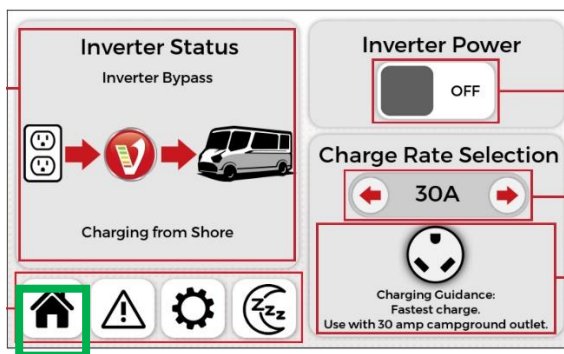 Inverter Status
Inverter Bypass
V
Charging from Shore
Zzz
Inverter Power
OFF
Charge Rate Selection
30A
Charging Guidance:
Fastest charge.
Use with 30 amp campground outlet.